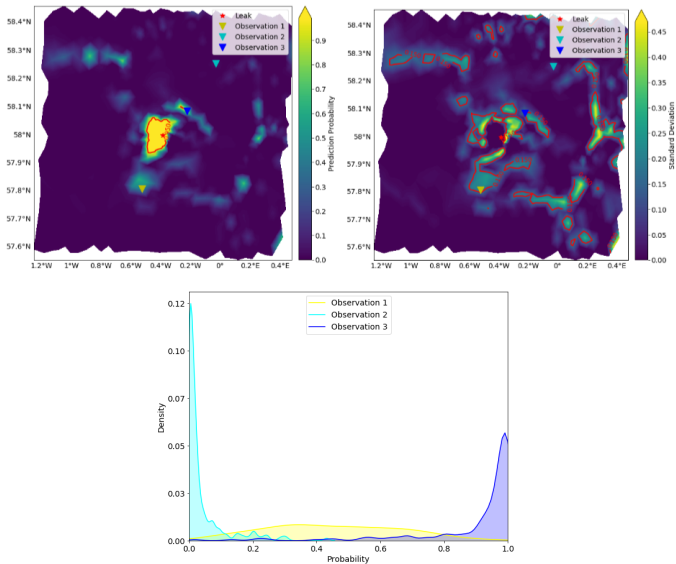 58.4°N
58.3°N
58.2°N
58.1°N
58°N
57.9°N
57.8°N
57.7°N
57.6°N
1.2°W 1°W 0.8°W 0.6°W 0.4°W 0.2°W 0° 0.2°E 0.4°E
Leak
Observation 1
Observation 2
Observation 3
0.9
0.8
0.7
0.6
0.5
0.4
0.3
0.2
0.1
0.0
Prediction Probability
58.4°N
58.3°N
58.2°N
58.1°N
58°N
57.9°N
57.8°N
57.7°N
57.6°N
1.2°W 1°W 0.8°W 0.6°W 0.4°W 0.2°W 0° 0.2°E 0.4°E
Leak
Observation 1
Observation 2
Observation 3
0.45
0.40
0.35
0.30
0.25
0.20
0.15
0.10
0.05
0.00
Standard Deviation
Observation 1
Observation 2
Observation 3
0.12
0.10
0.07
0.05
0.03
0.00
Density
0.0 0.2 0.4 0.6 0.8 1.0
Probability